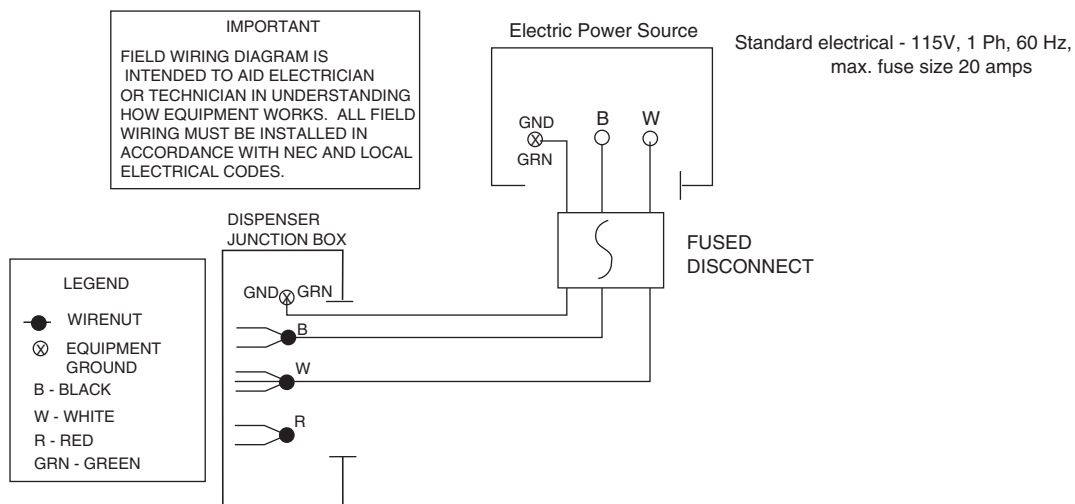 IMPORTANT
FIELD WIRING DIAGRAM IS
INTENDED TO AID ELECTRICIAN
OR TECHNICIAN IN UNDERSTANDING
HOW EQUIPMENT WORKS. ALL FIELD
WIRING MUST BE INSTALLED IN
ACCORDANCE WITH NEC AND LOCAL
ELECTRICAL CODES.
Electric Power Source
Standard electrical - 115V, 1 Ph, 60 Hz,
max. fuse size 20 amps
GND
GRN
B
W
FUSED
DISCONNECT
DISPENSER
JUNCTION BOX
GND
GRN
B
W
R
LEGEND
WIRENUT
EQUIPMENT
GROUND
B - BLACK
W - WHITE
R - RED
GRN - GREEN